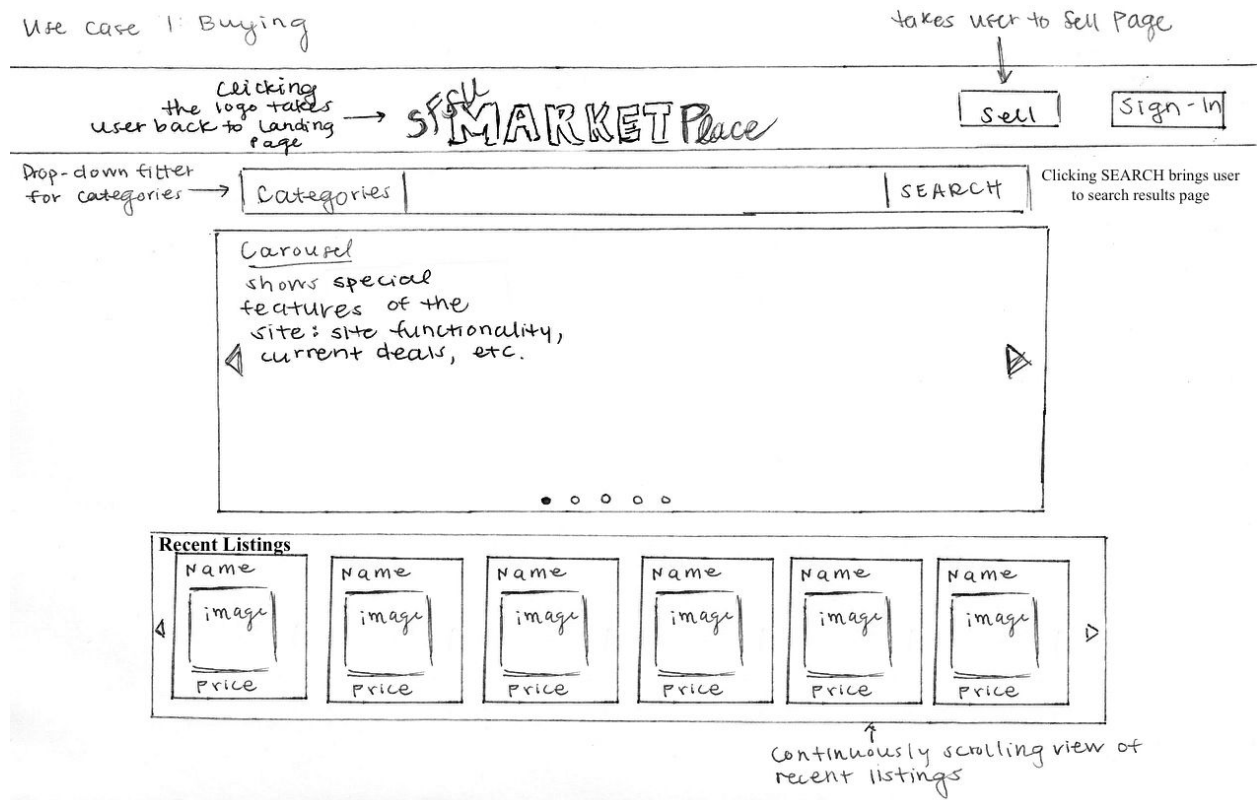 Use case 1: Buying
takes user to Sell Page
Clicking
the logo takes
user back to landing
page
SFSU MARKETPlace
Sell
Sign-In
Drop-down filter
for categories
Categories
SEARCH
Clicking SEARCH brings user
to search results page
Carousel
shows special
features of the
site: site functionality,
current deals, etc.
Recent Listings
Name
image
price
Name
image
price
Name
image
price
Name
image
price
Name
image
price
Name
image
price
Continuously scrolling view of
recent listings